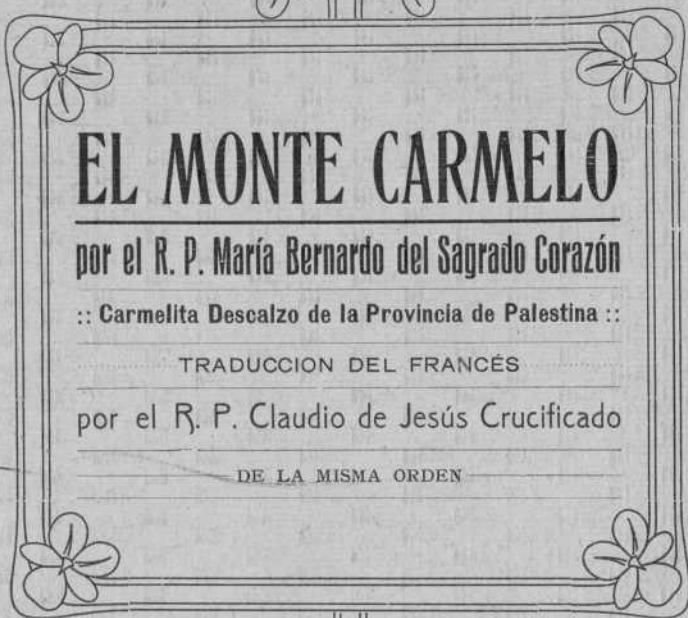 EL MONTE CARMELO
por el R. P. María Bernardo del Sagrado Corazón
:: Carmelita Descalzo de la Provincia de Palestina ::
TRADUCCION DEL FRANCÉS
por el R. P. Claudio de Jesús Crucificado
DE LA MISMA ORDEN